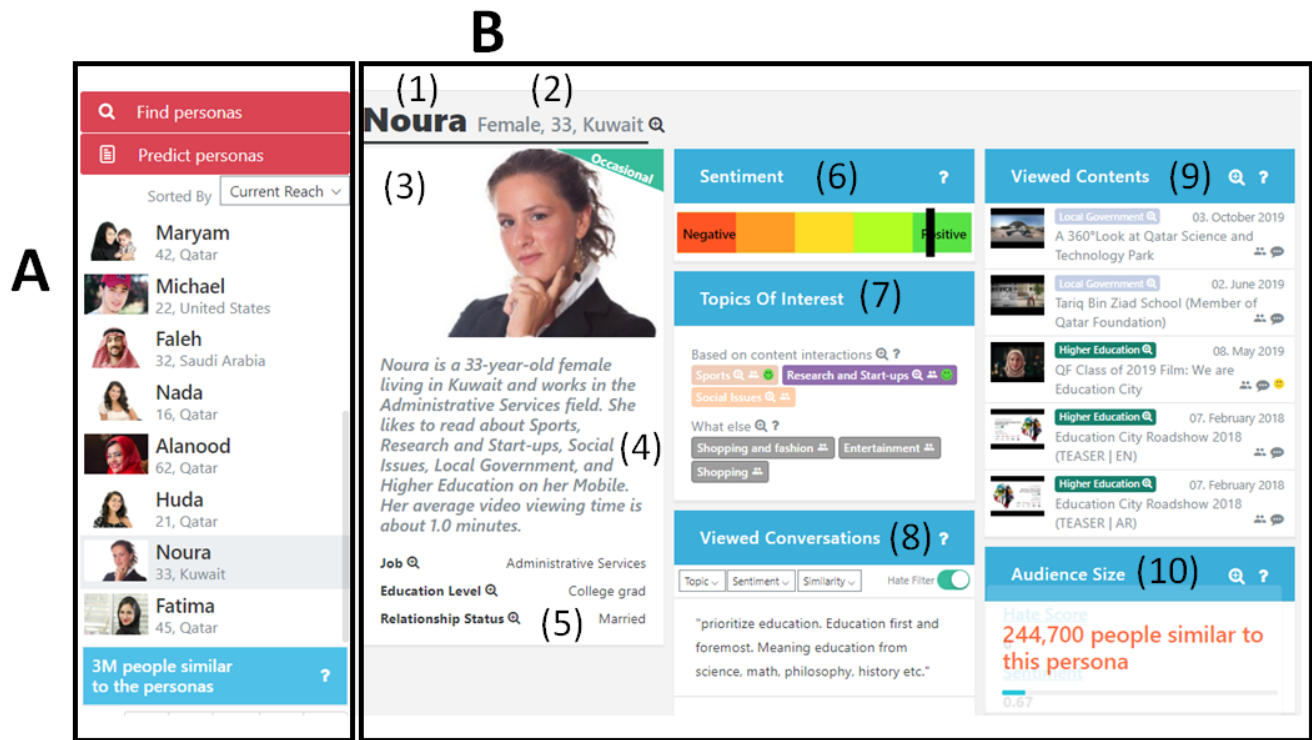 B
A
Find personas
Predict personas
Sorted By Current Reach
Maryam
42, Qatar
Michael
22, United States
Faleh
32, Saudi Arabia
Nada
16, Qatar
Alanood
62, Qatar
Huda
21, Qatar
Noura
33, Kuwait
Fatima
45, Qatar
3M people similar
to the personas
?
(1) (2)
Noura Female, 33, Kuwait
(3)
Occasional
Noura is a 33-year-old female
living in Kuwait and works in the
Administrative Services field. She
likes to read about Sports,
Research and Start-ups, Social
Issues, Local Government, and
Higher Education on her Mobile.
Her average video viewing time is
about 1.0 minutes.
(4)
Job Administrative Services
Education Level College grad
Relationship Status (5) Married
Sentiment (6) ?
Negative Positive
Topics Of Interest (7)
Based on content interactions ?
Sports Research and Start-ups
Social Issues
What else ?
Shopping and fashion Entertainment
Shopping
Viewed Conversations (8) ?
Topic Sentiment Similarity Hate Filter
"prioritize education. Education first and
foremost. Meaning education from
science, math, philosophy, history etc."
Viewed Contents (9) ?
Local Government 03. October 2019
A 360°Look at Qatar Science and
Technology Park
Local Government 02. June 2019
Tariq Bin Ziad School (Member of
Qatar Foundation)
Higher Education 08. May 2019
QF Class of 2019 Film: We are
Education City
Higher Education 07. February 2018
Education City Roadshow 2018
(TEASER | EN)
Higher Education 07. February 2018
Education City Roadshow 2018
(TEASER | AR)
Audience Size (10) ?
Hate Score
244,700 people similar to
this persona
Sentiment
0.67